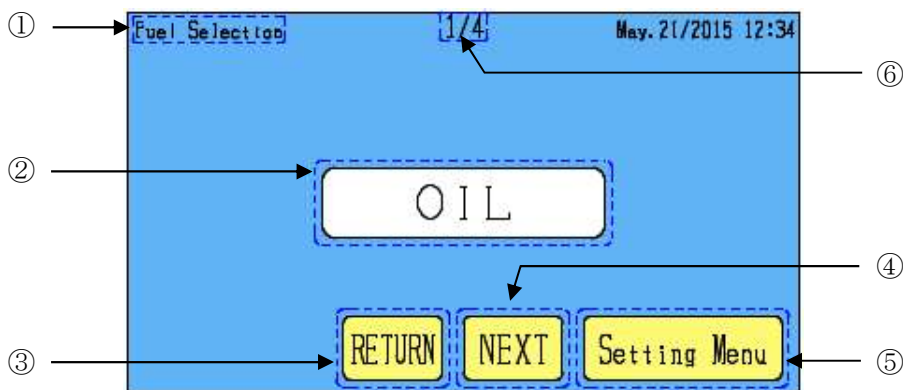 ① Fuel Selection 1/4 May.21/2015 12:34
⑥
② OIL
④
③ RETURN NEXT Setting Menu ⑤